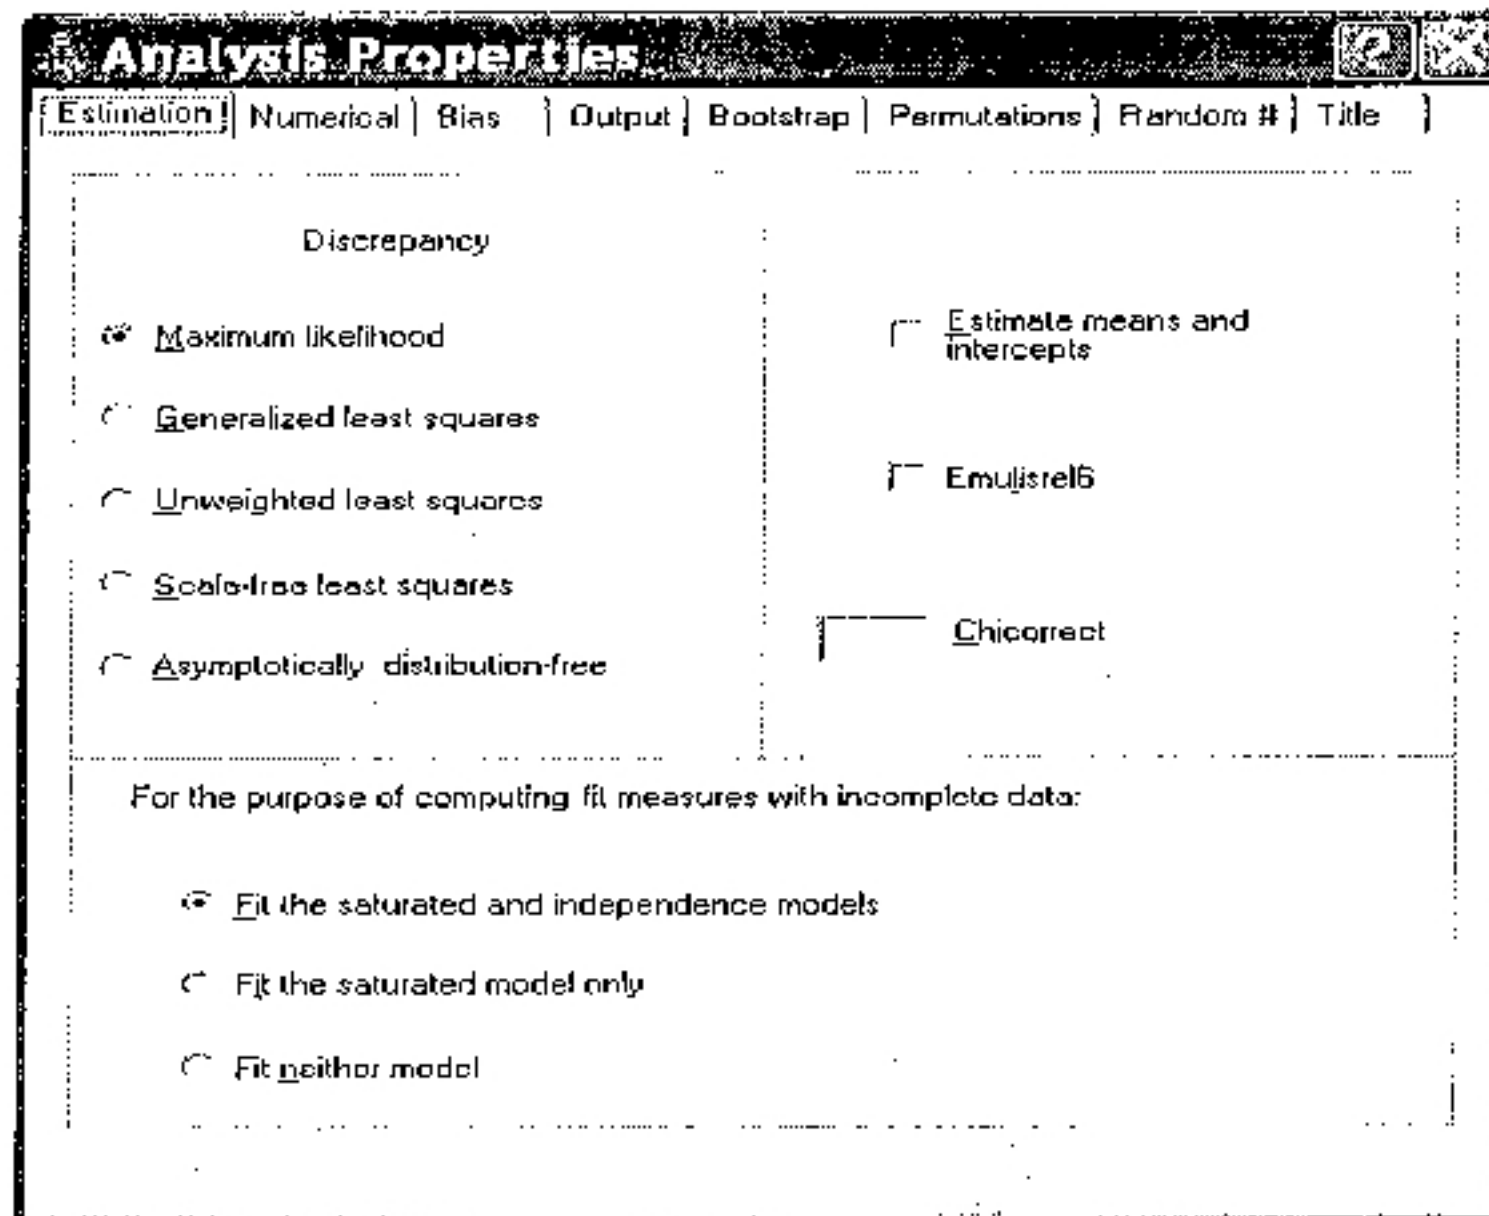 Analysis Properties
Estimation Numerical Bias Output Bootstrap Permutations Random # Title
Discrepancy
Maximum likelihood
Generalized least squares
Unweighted least squares
Scale-free least squares
Asymptotically distribution-free
Estimate means and
intercepts
Emulisrel6
Chicorrect
For the purpose of computing fit measures with incomplete data:
Fit the saturated and independence models
Fit the saturated model only
Fit neither model